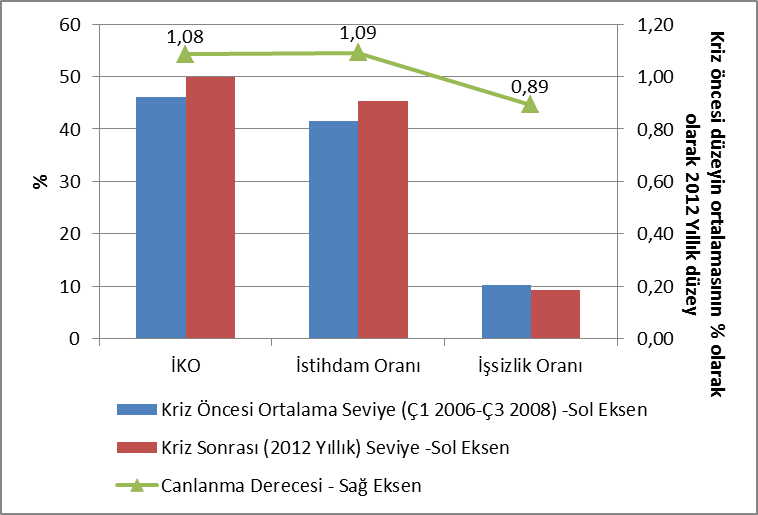 60
50
40
30
20
10
0
%
1,08
1,09
0,89
1,20
1,00
0,80
0,60
0,40
0,20
0,00
Kriz öncesi düzeyin ortalamasının % olarak
olarak 2012 Yıllık düzey
İKO
İstihdam Oranı
İşsizlik Oranı
Kriz Öncesi Ortalama Seviye (Ç1 2006-Ç3 2008) -Sol Eksen
Kriz Sonrası (2012 Yıllık) Seviye -Sol Eksen
Canlanma Derecesi - Sağ Eksen